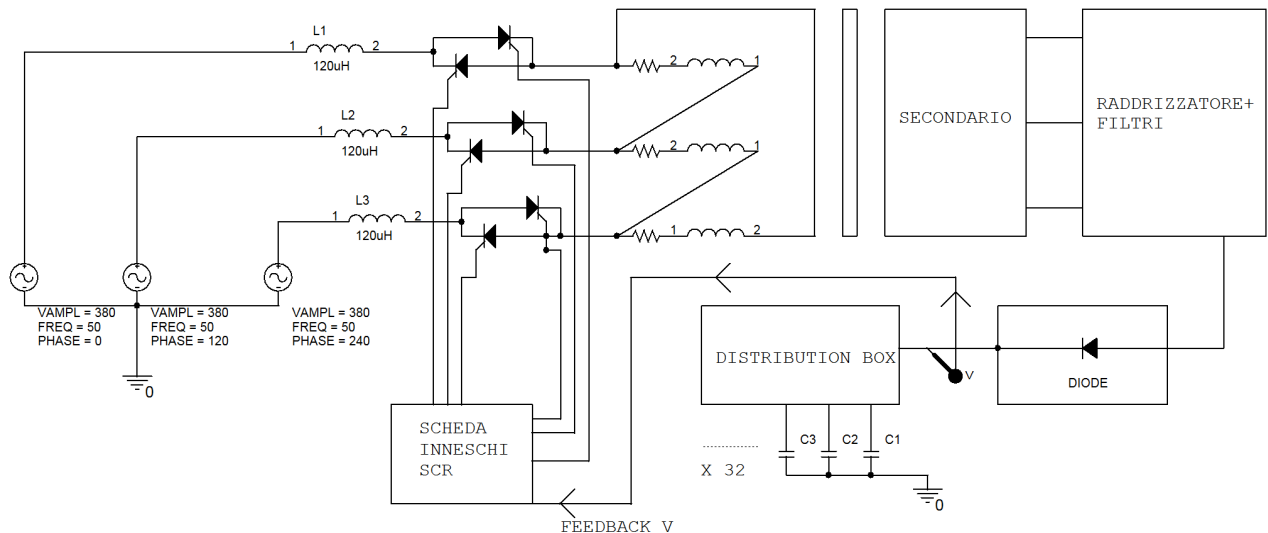 L1
1 2
120uH
L2
1 2
120uH
L3
1 2
120uH
2 1
2 1
1 2
SECONDARIO
RADDRIZZATORE+
FILTRI
VAMPL = 380
FREQ = 50
PHASE = 0
VAMPL = 380
FREQ = 50
PHASE = 120
VAMPL = 380
FREQ = 50
PHASE = 240
0
DISTRIBUTION BOX
V
DIODE
SCHEDA
INNESCHI
SCR
C3 C2 C1
X 32
0
FEEDBACK V